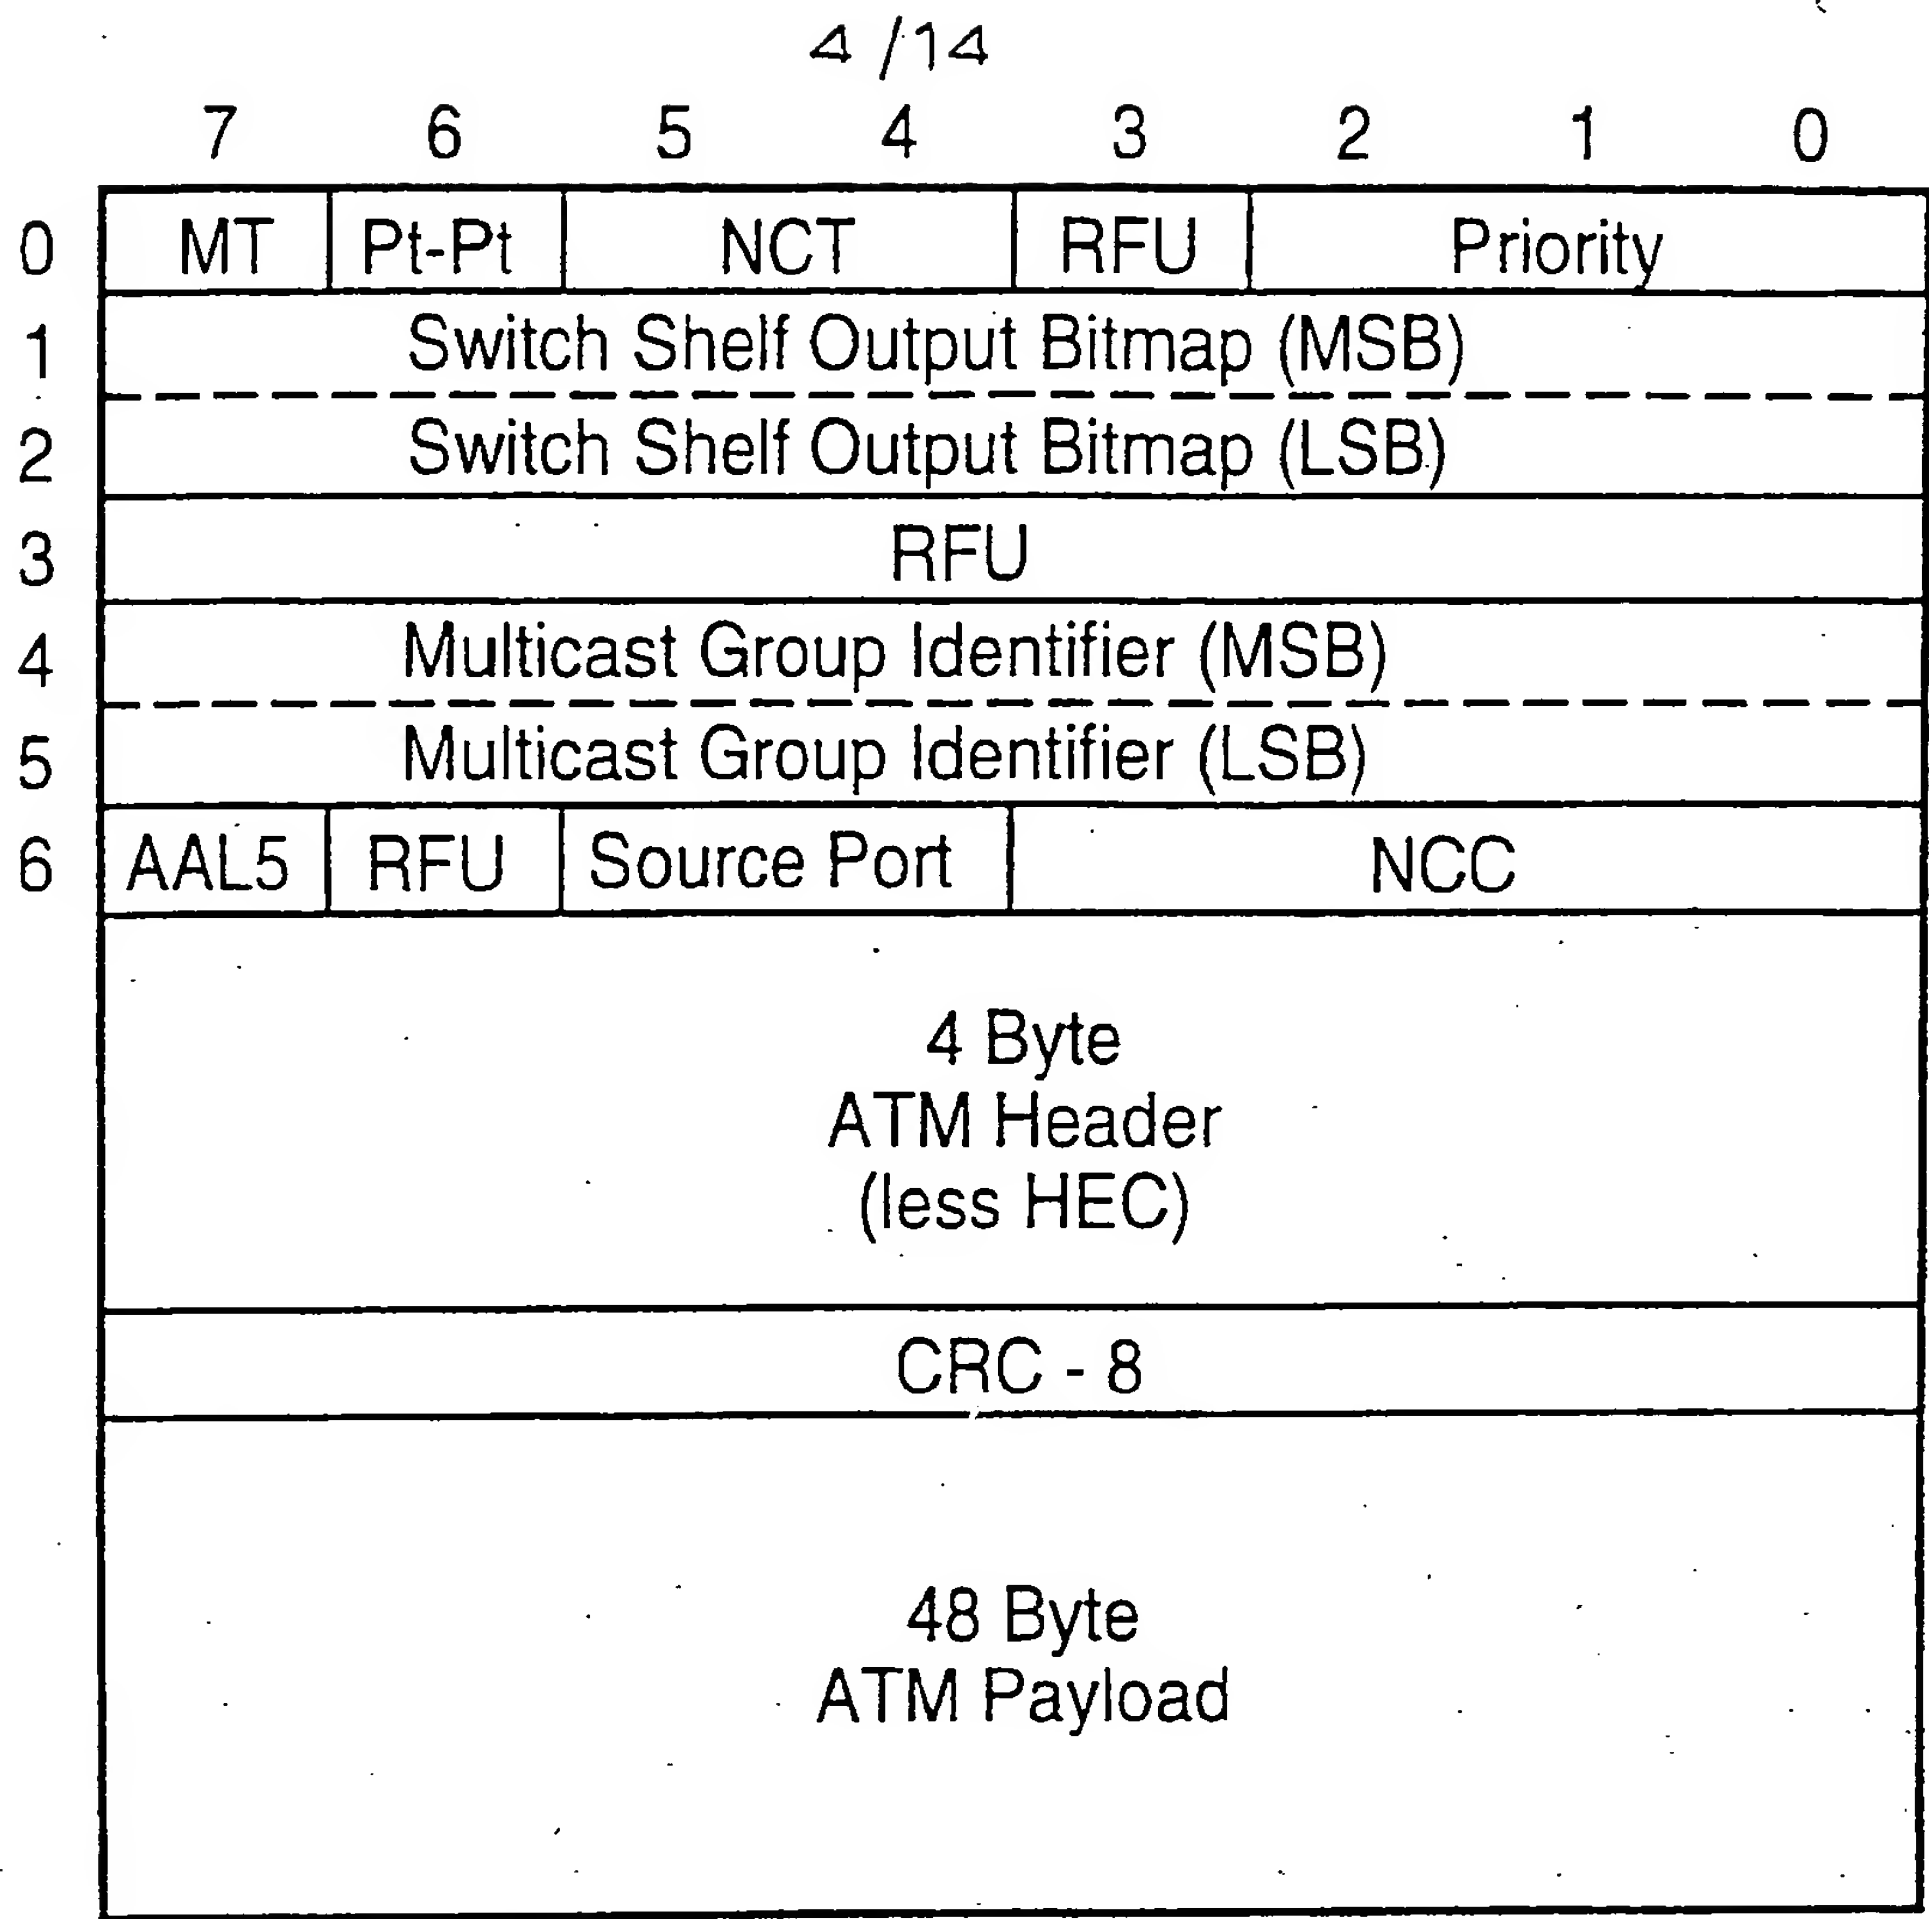 4/14
7 6 5 4 3 2 1 0
0 MT Pt-Pt NCT RFU Priority
1 Switch Shelf Output Bitmap (MSB)
2 Switch Shelf Output Bitmap (LSB)
3 RFU
4 Multicast Group Identifier (MSB)
5 Multicast Group Identifier (LSB)
6 AAL5 RFU Source Port NCC
4 Byte
ATM Header
(less HEC)
CRC - 8
48 Byte
ATM Payload